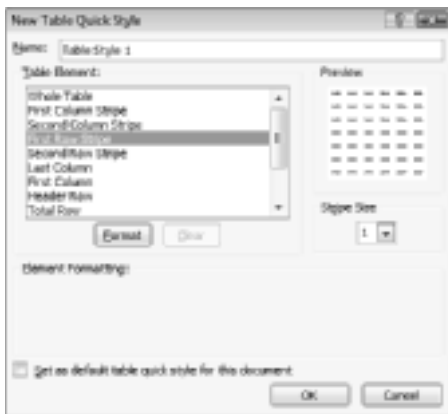 New Table Quick Style
Name: Table Style 1
Table Element:
Whole Table
First Column Stripe
Second Column Stripe
First Row Stripe
Second Row Stripe
Last Column
First Column
Header Row
Total Row
Format Clear
Preview
Stripe Size
1
Element Formatting:
Set as default table quick style for this document
OK Cancel